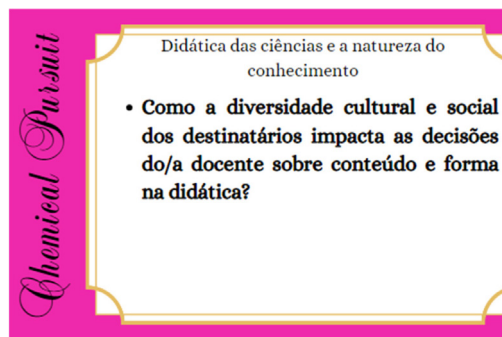 Chemical Pursuit
Didática das ciências e a natureza do
conhecimento
• Como a diversidade cultural e social
dos destinatários impacta as decisões
do/a docente sobre conteúdo e forma
na didática?